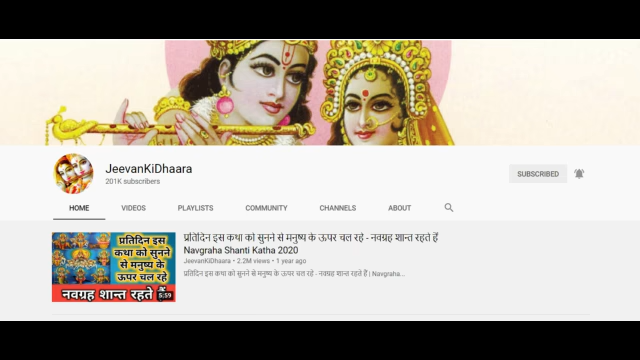 JeevanKiDhaara
201K subscribers
SUBSCRIBED
HOME VIDEOS PLAYLISTS COMMUNITY CHANNELS ABOUT
प्रतिदिन इस
कथा को सुनने
से मनुष्य के
ऊपर चल रहे
नवग्रह शान्त रहते हैं
5:59
प्रतिदिन इस कथा को सुनने से मनुष्य के ऊपर चल रहे - नवग्रह शान्त रहते हैं
Navgraha Shanti Katha 2020
JeevanKiDhaara • 2.2M views • 1 year ago
प्रतिदिन इस कथा को सुनने से मनुष्य के ऊपर चल रहे - नवग्रह शान्त रहते हैं | Navgraha...